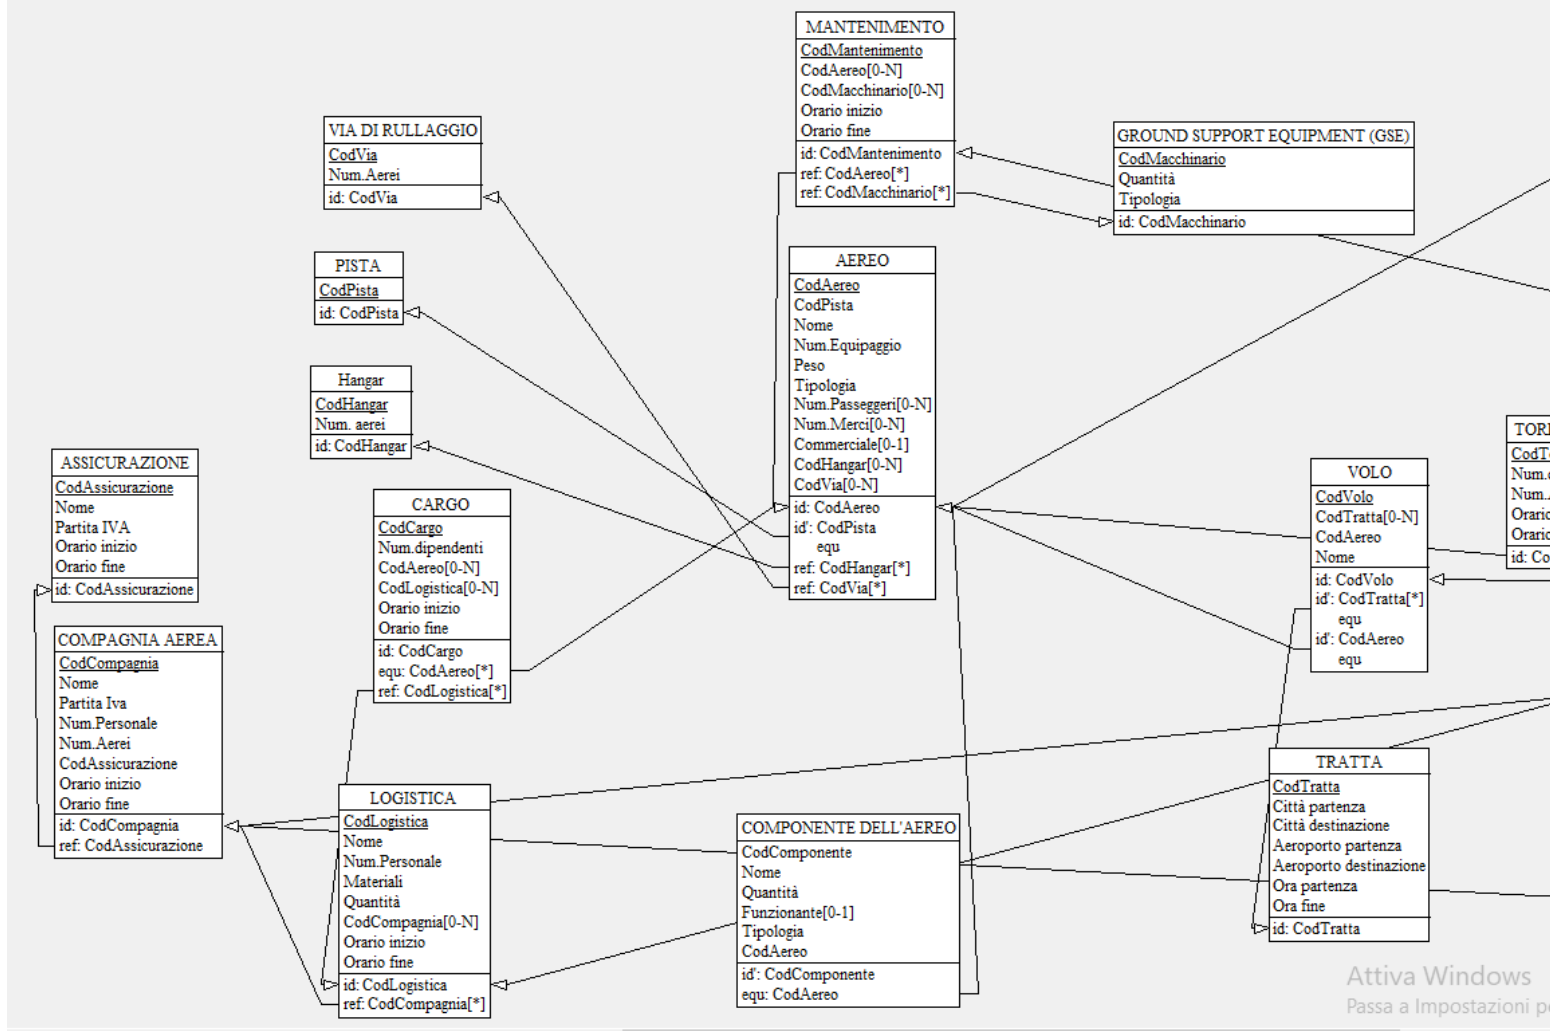 MANTENIMENTO
CodMantenimento
CodAereo[0-N]
CodMacchinario[0-N]
Orario inizio
Orario fine
id: CodMantenimento
ref: CodAereo[*]
ref: CodMacchinario[*]
VIA DI RULLAGGIO
CodVia
Num.Aerei
id: CodVia
GROUND SUPPORT EQUIPMENT (GSE)
CodMacchinario
Quantità
Tipologia
id: CodMacchinario
PISTA
CodPista
id: CodPista
AEREO
CodAereo
CodPista
Nome
Num.Equipaggio
Peso
Tipologia
Num.Passeggeri[0-N]
Num.Merci[0-N]
Commerciale[0-1]
CodHangar[0-N]
CodVia[0-N]
id: CodAereo
id': CodPista
equ
ref: CodHangar[*]
ref: CodVia[*]
Hangar
CodHangar
Num. aerei
id: CodHangar
ASSICURAZIONE
CodAssicurazione
Nome
Partita IVA
Orario inizio
Orario fine
id: CodAssicurazione
CARGO
CodCargo
Num.dipendenti
CodAereo[0-N]
CodLogistica[0-N]
Orario inizio
Orario fine
id: CodCargo
equ: CodAereo[*]
ref: CodLogistica[*]
VOLO
CodVolo
CodTratta[0-N]
CodAereo
Nome
id: CodVolo
id': CodTratta[*]
equ
id': CodAereo
equ
COMPAGNIA AEREA
CodCompagnia
Nome
Partita Iva
Num.Personale
Num.Aerei
CodAssicurazione
Orario inizio
Orario fine
id: CodCompagnia
ref: CodAssicurazione
LOGISTICA
CodLogistica
Nome
Num.Personale
Materiali
Quantità
CodCompagnia[0-N]
Orario inizio
Orario fine
id: CodLogistica
ref: CodCompagnia[*]
COMPONENTE DELL'AEREO
CodComponente
Nome
Quantità
Funzionante[0-1]
Tipologia
CodAereo
id': CodComponente
equ: CodAereo
TRATTA
CodTratta
Città partenza
Città destinazione
Aeroporto partenza
Aeroporto destinazione
Ora partenza
Ora fine
id: CodTratta
Attiva Windows
Passa a Impostazioni